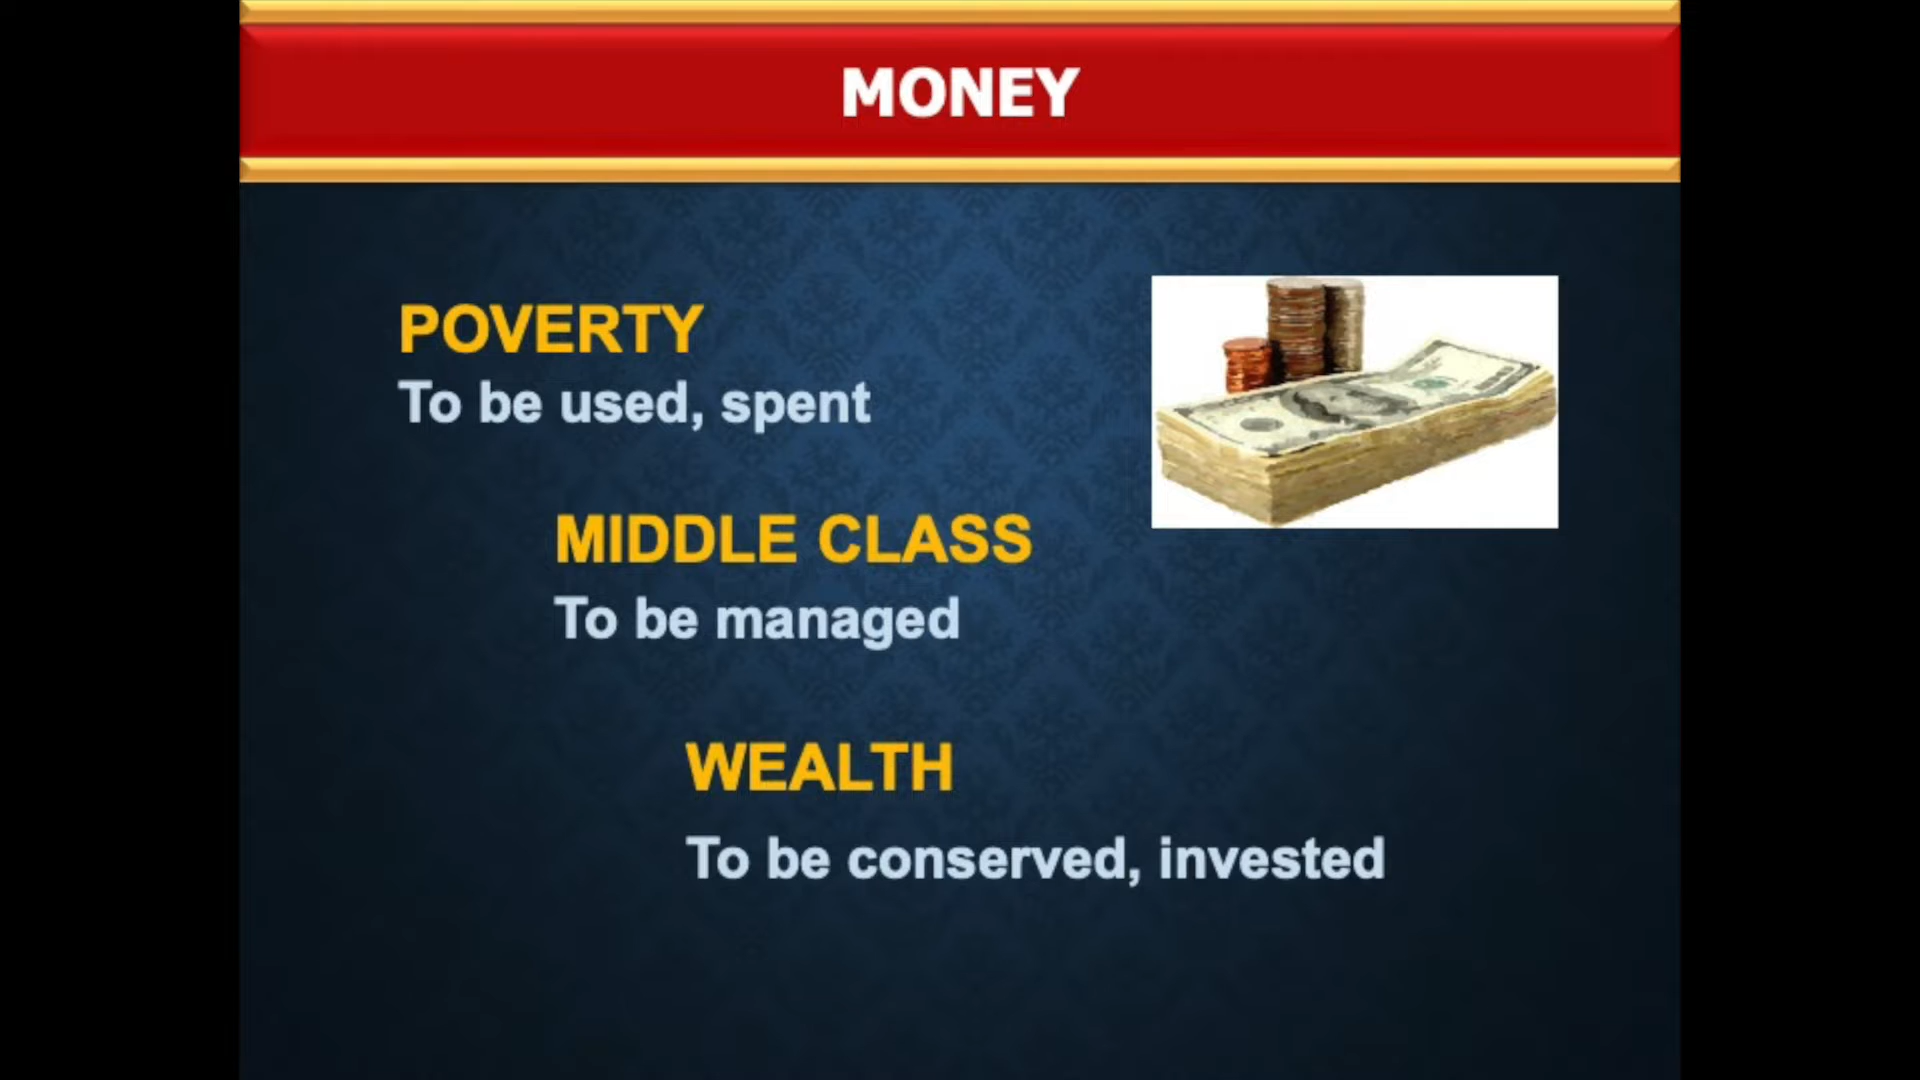 MONEY
POVERTY
To be used, spent
MIDDLE CLASS
To be managed
WEALTH
To be conserved, invested